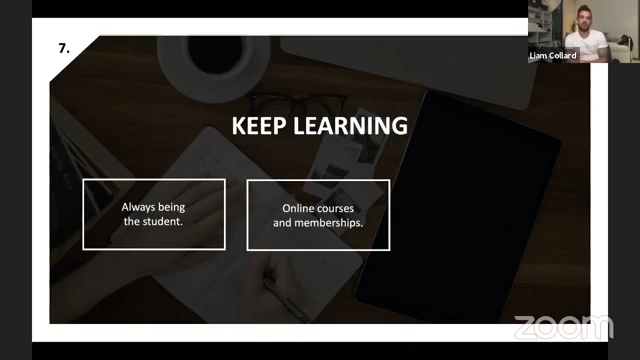 7.
Liam Collard
KEEP LEARNING
Always being
the student.
Online courses
and memberships.
zoom